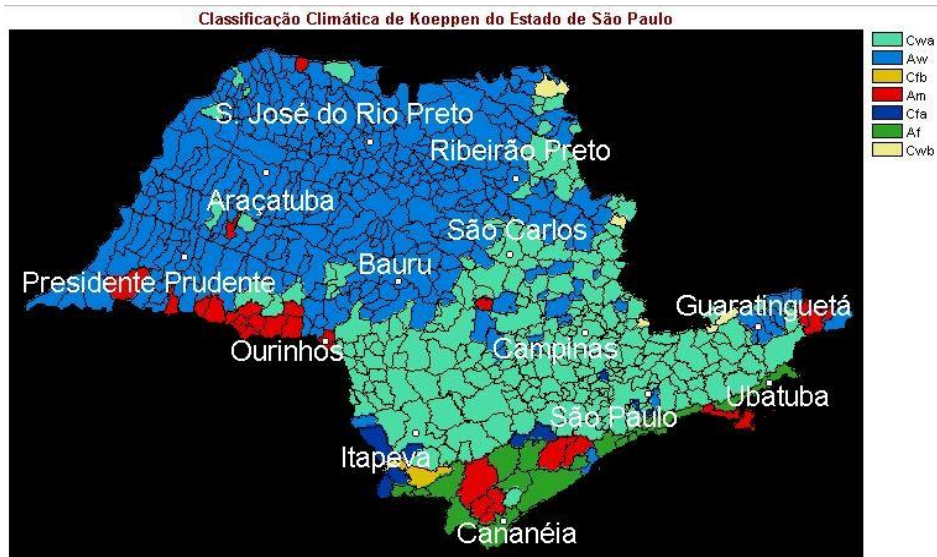 Classificação Climática de Koeppen do Estado de São Paulo
Cwa
Aw
Cfb
Am
Cfa
Af
Cwb
S. José do Rio Preto
Ribeirão Preto
Araçatuba
São Carlos
Bauru
Presidente Prudente
Guaratinguetá
Ourinhos
Campinas
Ubatuba
São Paulo
Itapeva
Cananéia